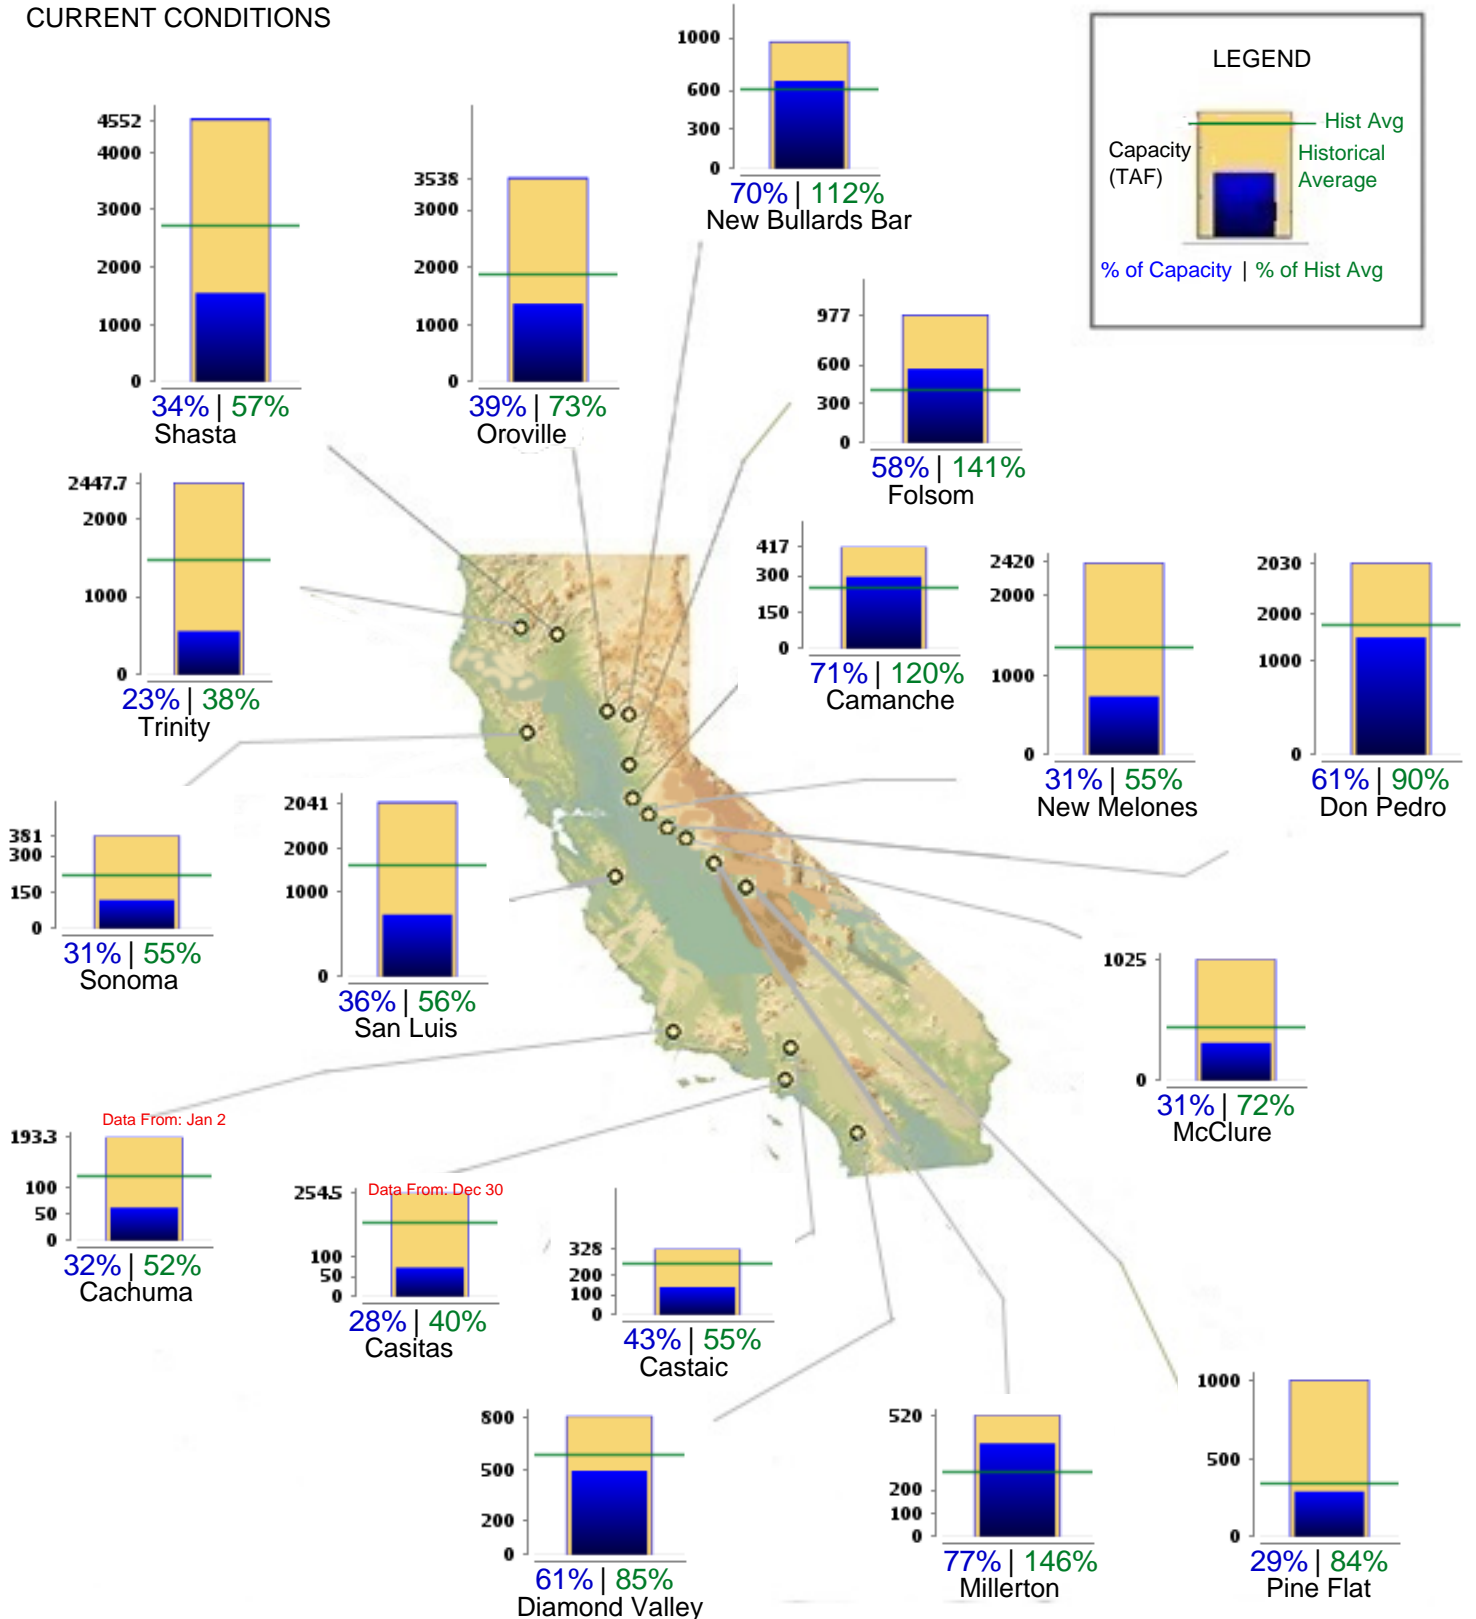 CURRENT CONDITIONS
1000
600
300
0
70% | 112%
New Bullards Bar
LEGEND
Hist Avg
Capacity
(TAF)
Historical
Average
% of Capacity | % of Hist Avg
4552
4000
3000
2000
1000
0
34% | 57%
Shasta
3538
3000
2000
1000
0
39% | 73%
Oroville
977
600
300
0
58% | 141%
Folsom
2447.7
2000
1000
0
23% | 38%
Trinity
417
300
150
0
71% | 120%
Camanche
2420
2000
1000
0
31% | 55%
New Melones
2030
2000
1000
0
61% | 90%
Don Pedro
381
300
150
0
31% | 55%
Sonoma
2041
2000
1000
0
36% | 56%
San Luis
1025
0
31% | 72%
McClure
Data From: Jan 2
193.3
100
50
0
32% | 52%
Cachuma
Data From: Dec 30
254.5
100
50
0
28% | 40%
Casitas
328
200
100
0
43% | 55%
Castaic
800
500
200
0
61% | 85%
Diamond Valley
520
200
100
0
77% | 146%
Millerton
1000
500
0
29% | 84%
Pine Flat